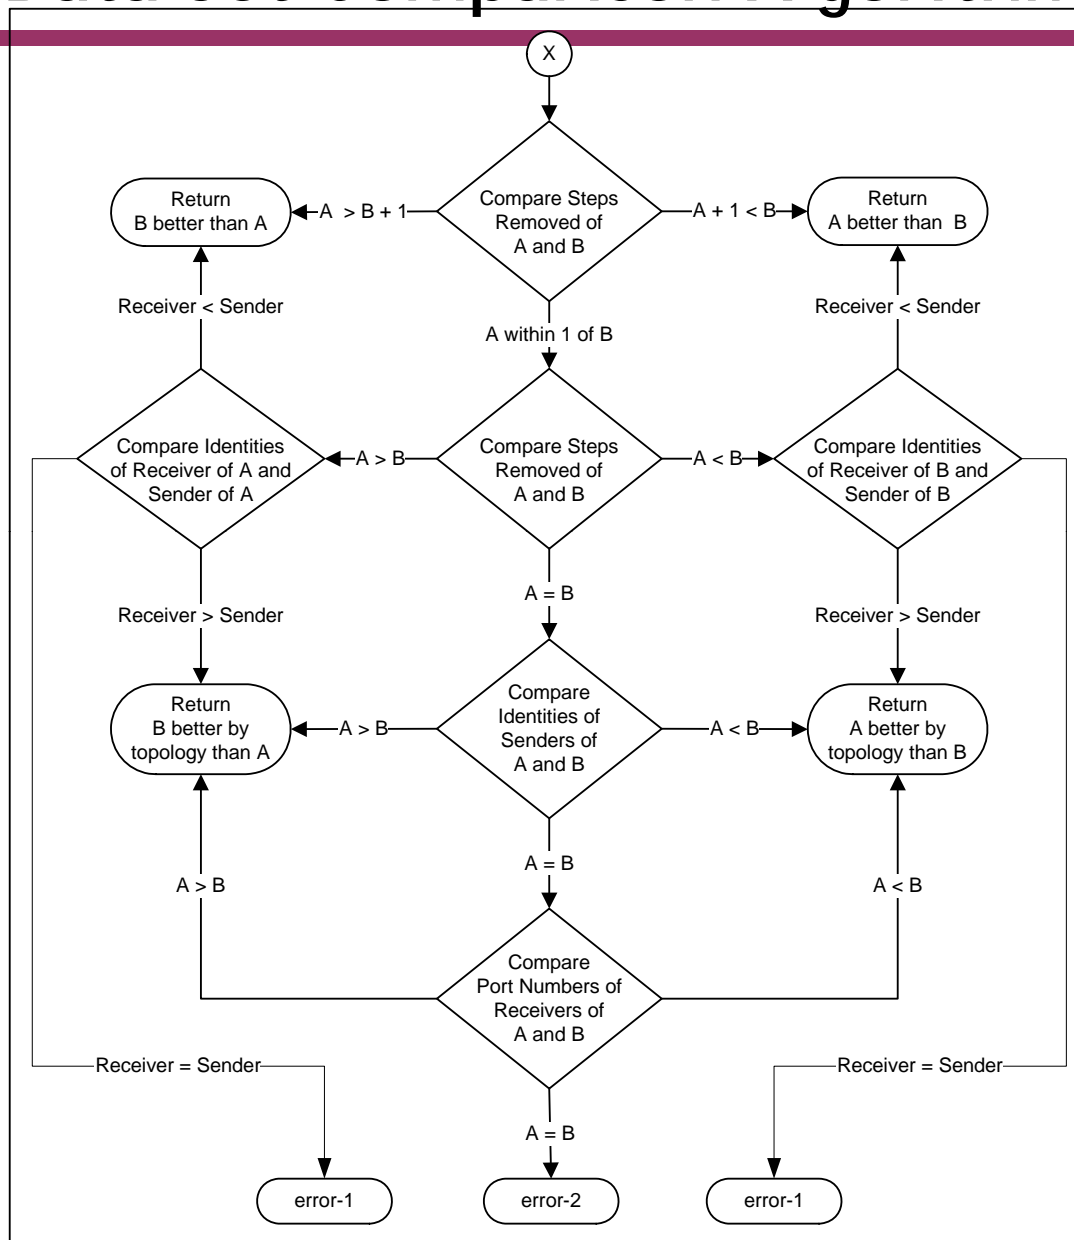 X
Return
B better than A
A > B + 1
Compare Steps
Removed of
A and B
A + 1 < B
Return
A better than B
Receiver < Sender
A within 1 of B
Receiver < Sender
Compare Identities
of Receiver of A and
Sender of A
A > B
Compare Steps
Removed of
A and B
A < B
Compare Identities
of Receiver of B and
Sender of B
Receiver > Sender
A = B
Receiver > Sender
Return
B better by
topology than A
A > B
Compare
Identities of
Senders of
A and B
A < B
Return
A better by
topology than B
A > B
A = B
A < B
Compare
Port Numbers of
Receivers of
A and B
Receiver = Sender
Receiver = Sender
A = B
error-1
error-2
error-1